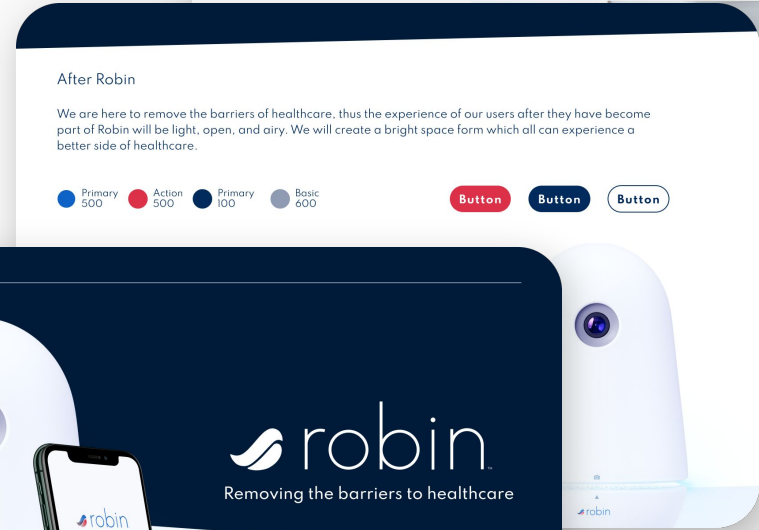 After Robin
We are here to remove the barriers of healthcare, thus the experience of our users after they have become
part of Robin will be light, open, and airy. We will create a bright space form which all can experience a
better side of healthcare.
Primary
500
Action
500
Primary
100
Basic
600
Button
Button
Button
robin
Removing the barriers to healthcare
robin
robin